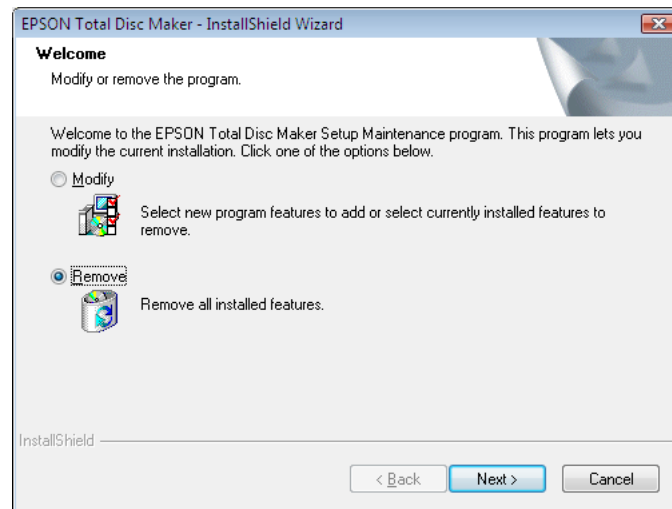 EPSON Total Disc Maker - InstallShield Wizard
Welcome
Modify or remove the program.
Welcome to the EPSON Total Disc Maker Setup Maintenance program. This program lets you
modify the current installation. Click one of the options below.
Modify
Select new program features to add or select currently installed features to
remove.
Remove
Remove all installed features.
InstallShield
< Back
Next >
Cancel